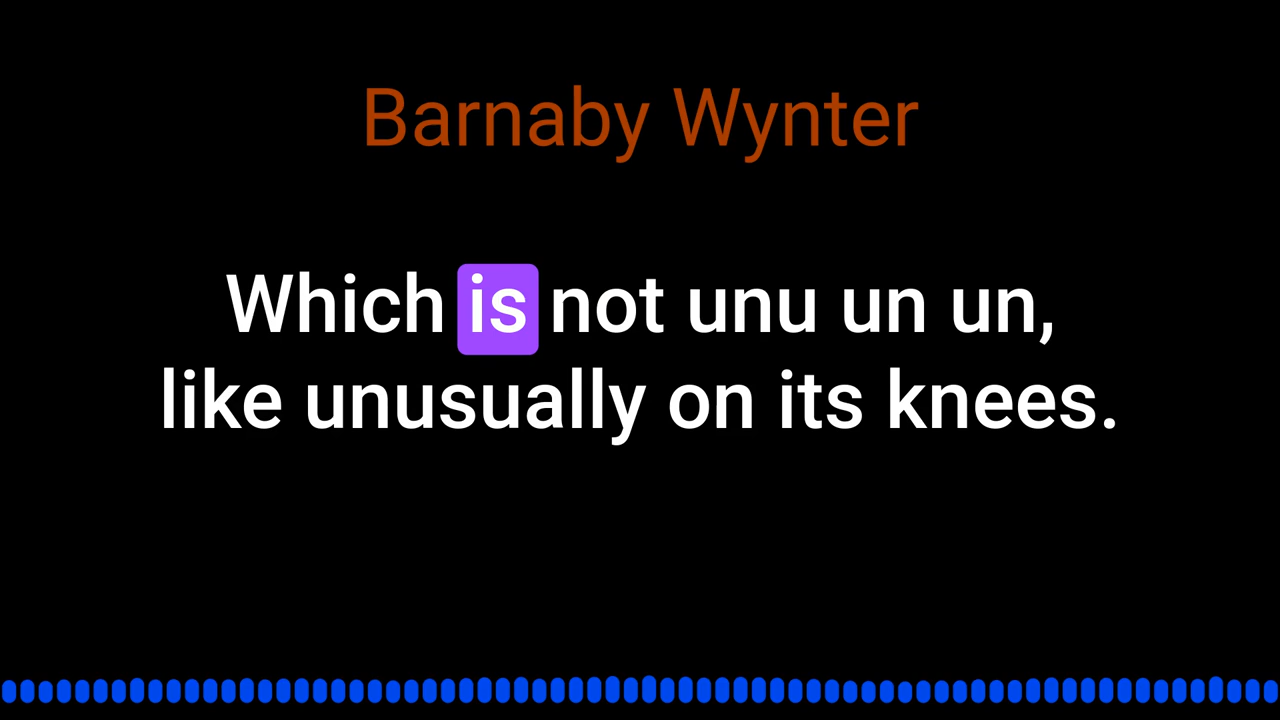 Barnaby Wynter
Which is not unu un un,
like unusually on its knees.